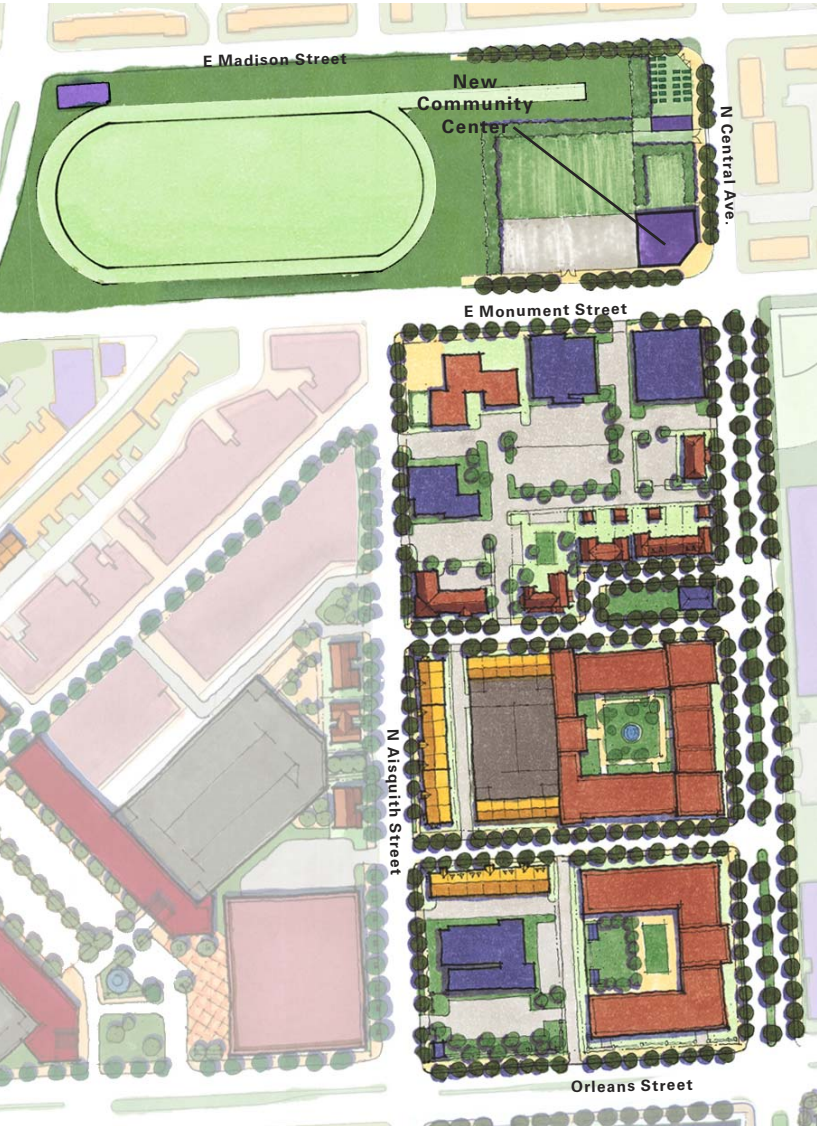 E Madison Street
New
Community
Center
N Central Ave.
E Monument Street
N Aisquith Street
Orleans Street